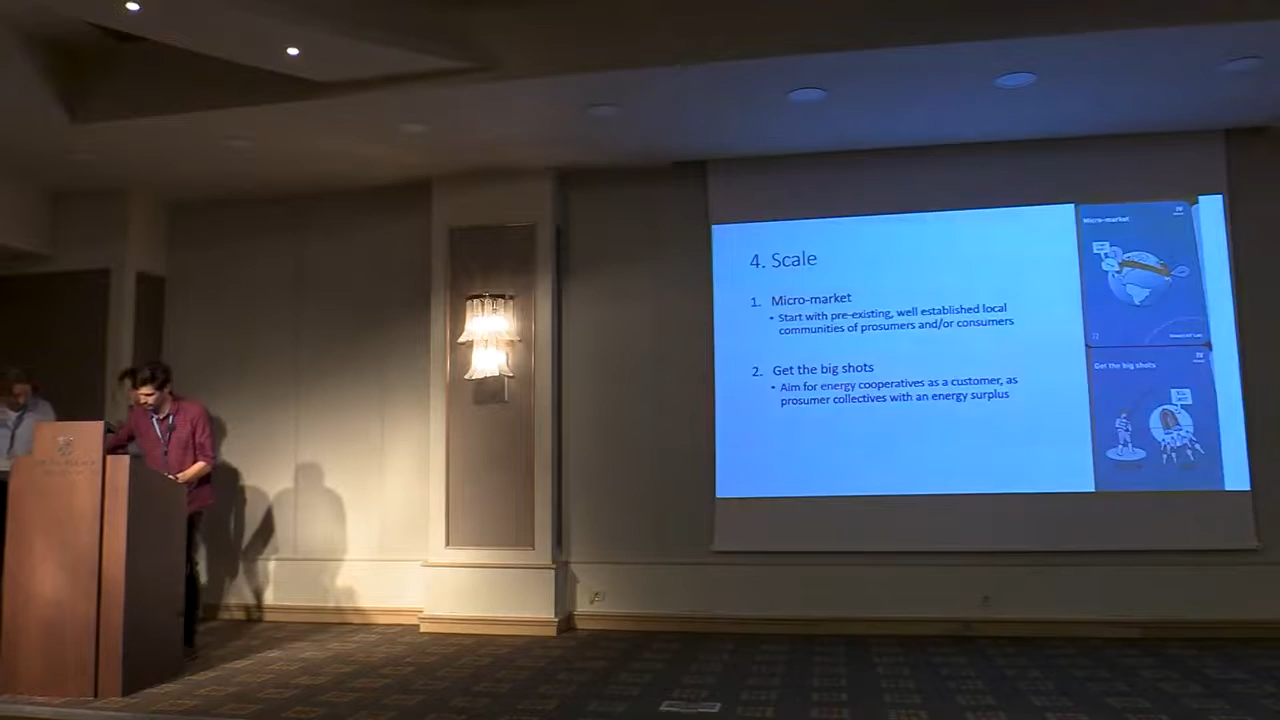 4. Scale
1. Micro-market
• Start with pre-existing, well established local
communities of prosumers and/or consumers
2. Get the big shots
• Aim for energy cooperatives as a customer, as
prosumer collectives with an energy surplus
Micro-market
IV
Get the big shots
IV